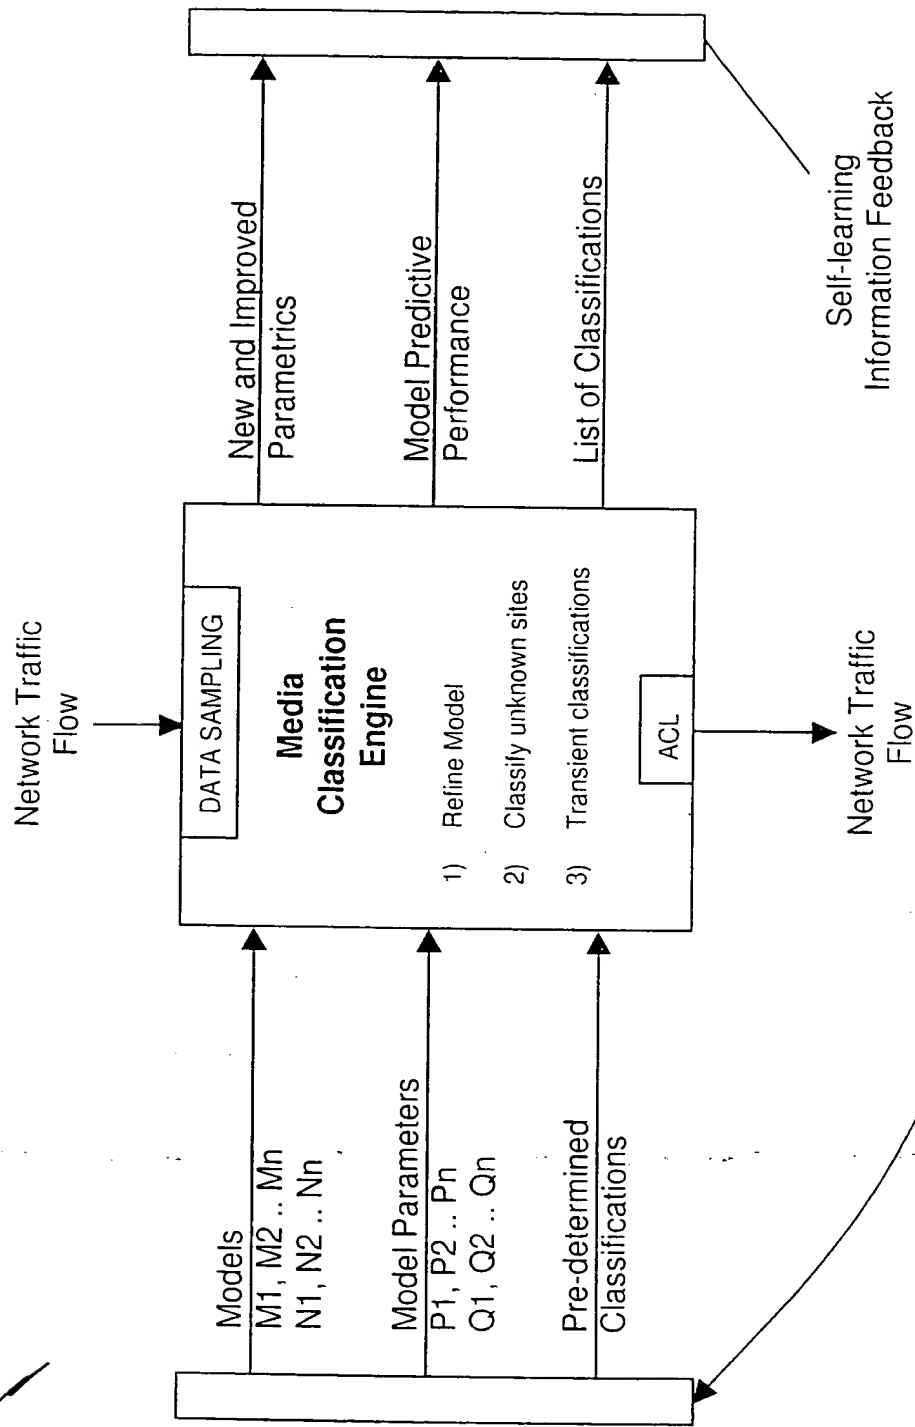 Network Traffic
Flow
Models
M1, M2 .. Mn
N1, N2 .. Nn
Model Parameters
P1, P2 .. Pn
Q1, Q2 .. Qn
Pre-determined
Classifications
DATA SAMPLING
Media
Classification
Engine
1) Refine Model
2) Classify unknown sites
3) Transient classifications
ACL
New and Improved
Parametrics
Model Predictive
Performance
List of Classifications
Network Traffic
Flow
Self-learning
Information Feedback